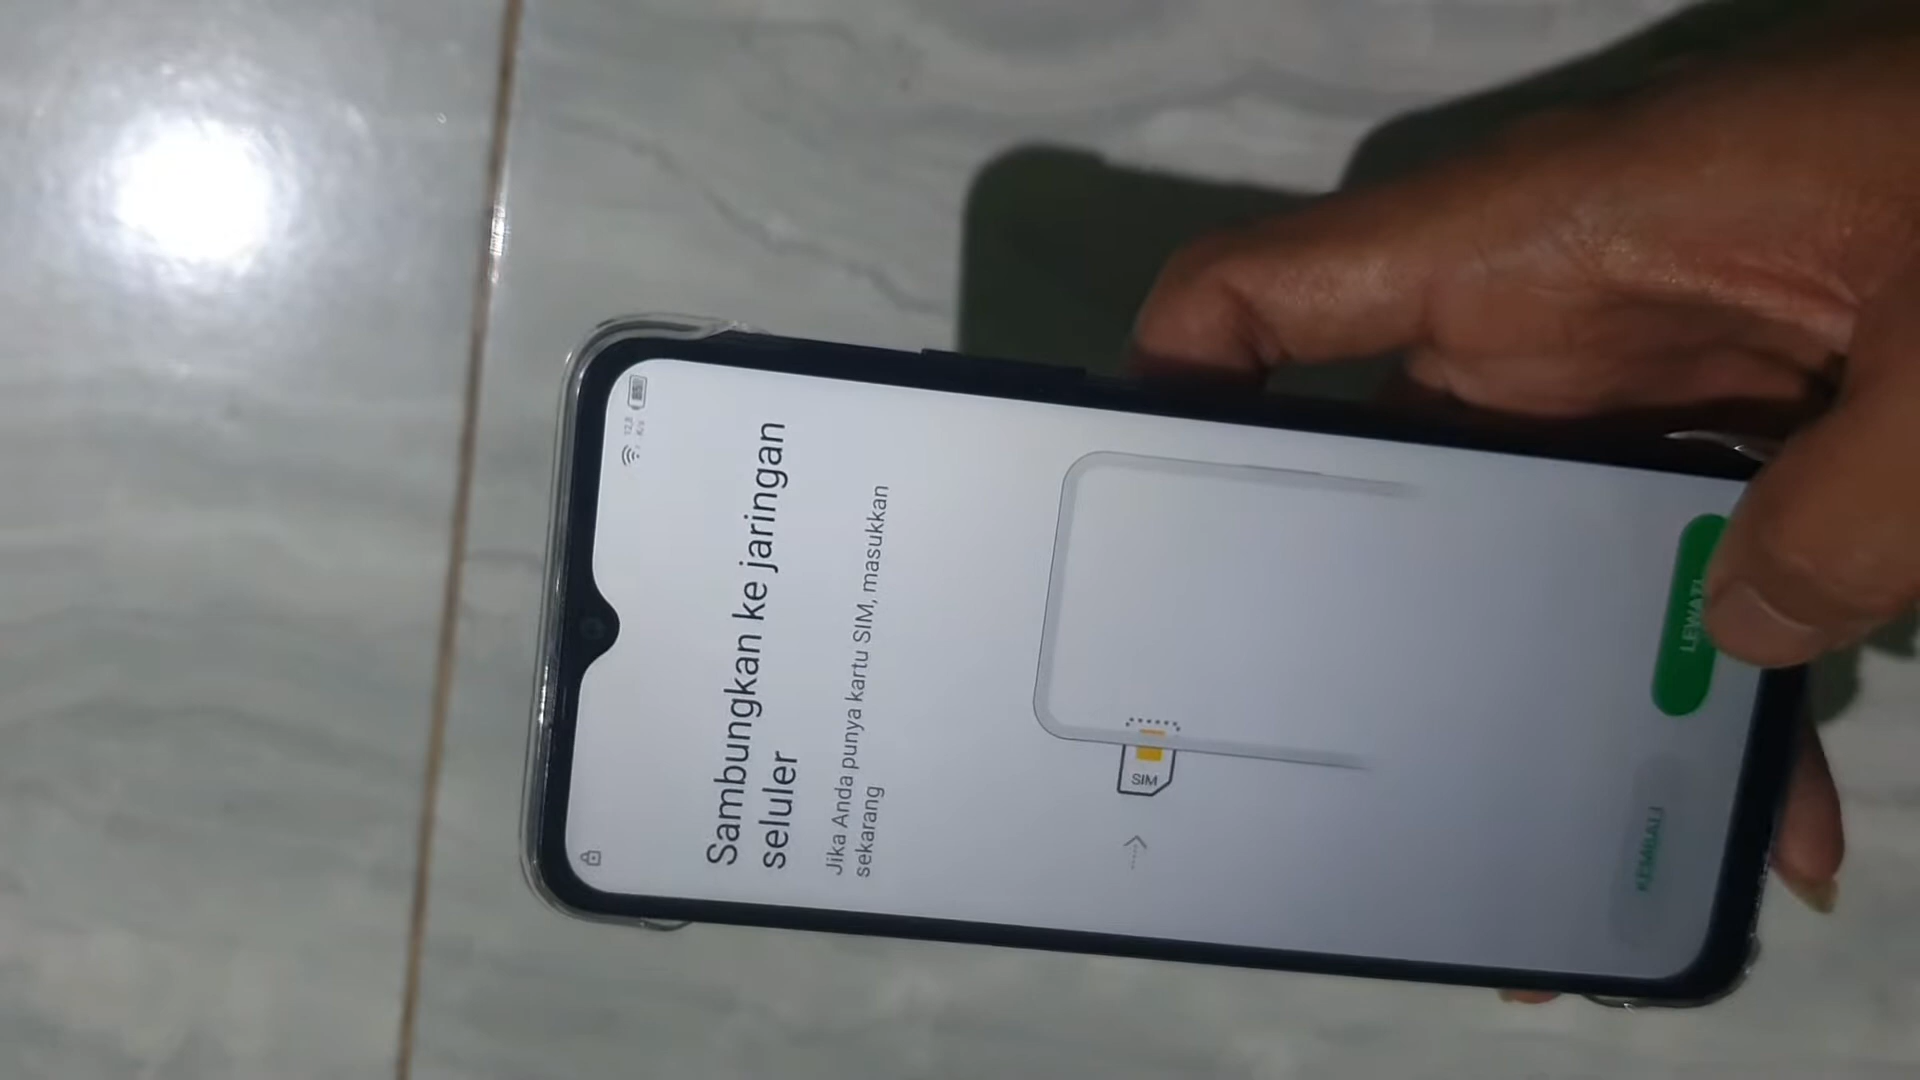 Sambungkan ke jaringan
seluler
Jika Anda punya kartu SIM, masukkan
sekarang
SIM
KEMBALI
LEWATI